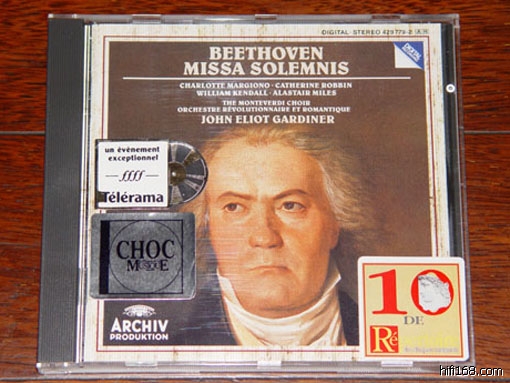 DIGITAL STEREO 429 779-2
BEETHOVEN
MISSA SOLEMNIS
CHARLOTTE MARGIONO · CATHERINE ROBBIN
WILLIAM KENDALL · ALASTAIR MILES
THE MONTEVERDI CHOIR
ORCHESTRE RÉVOLUTIONNAIRE ET ROMANTIQUE
JOHN ELIOT GARDINER
un évènement
exceptionnel
ffff
Télérama
CHOC
MUSIQUE
ARCHIV
PRODUKTION
10
DE
Ré
hifi168.com